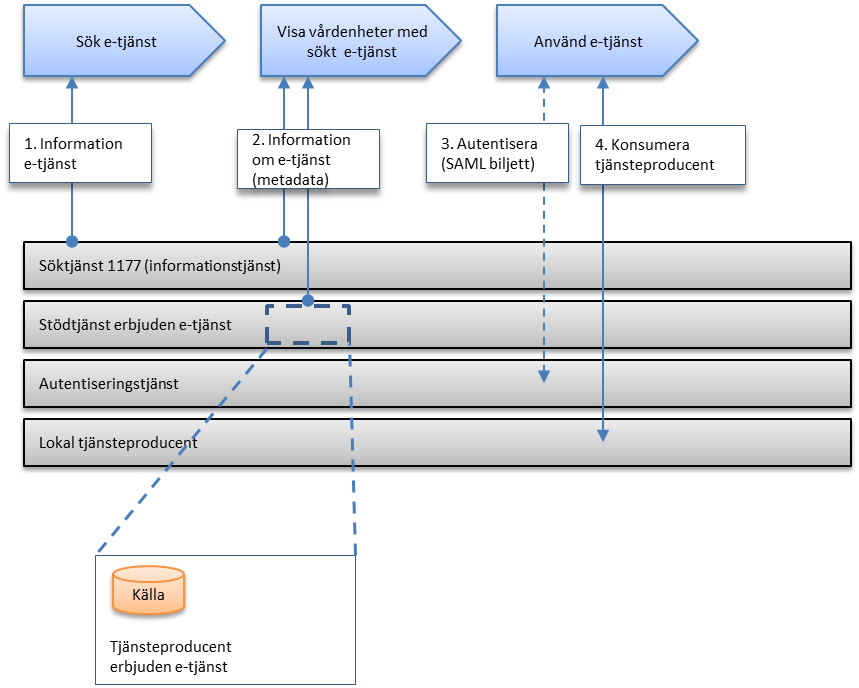 Sök e-tjänst
Visa vårdenheter med
sökt e-tjänst
Använd e-tjänst
1. Information
e-tjänst
2. Information
om e-tjänst
(metadata)
3. Autentisera
(SAML biljett)
4. Konsumera
tjänsteproducent
Söktjänst 1177 (informationstjänst)
Stödtjänst erbjuden e-tjänst
Autentiseringstjänst
Lokal tjänsteproducent
Källa
Tjänsteproducent
erbjuden e-tjänst